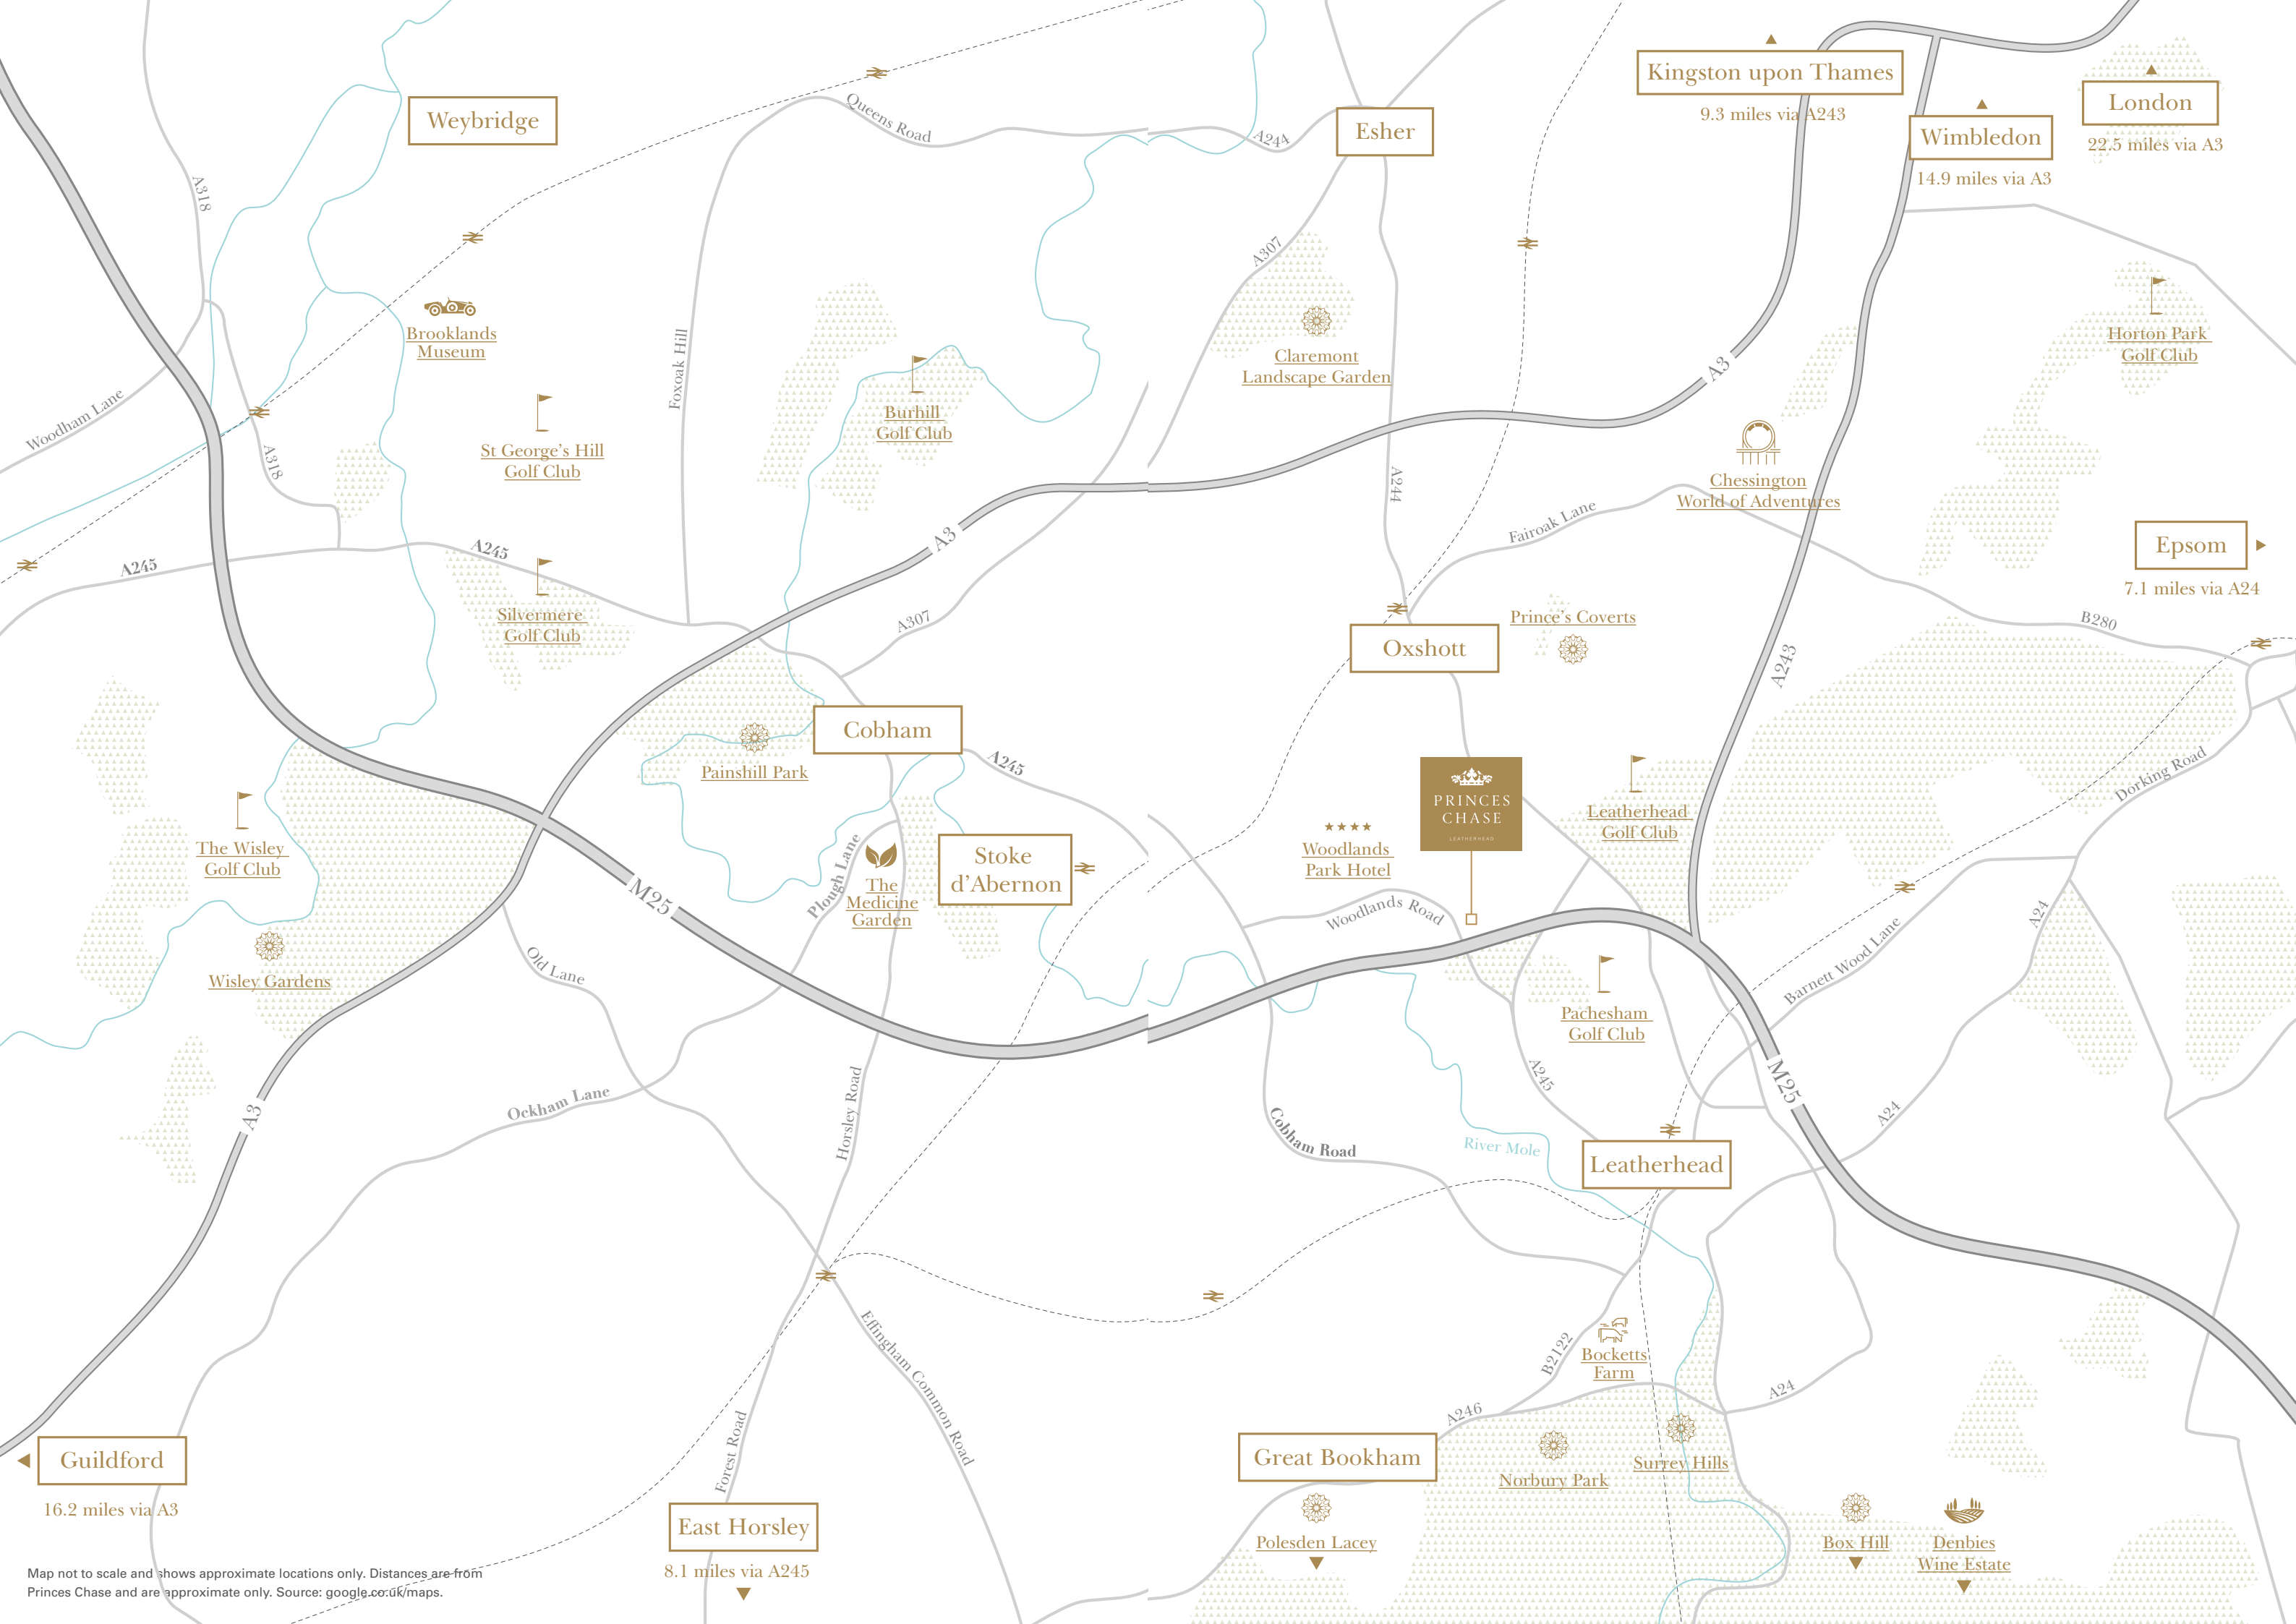 Kingston upon Thames
9.3 miles via A243
London
22.5 miles via A3
Weybridge
Queens Road
Esher
A244
Wimbledon
14.9 miles via A3
A318
A307
Brooklands
Museum
Foxoak Hill
Claremont
Landscape Garden
Horton Park
Golf Club
A3
Woodham Lane
Burhill
Golf Club
St George's Hill
Golf Club
A318
A244
Chessington
World of Adventures
Fairoak Lane
A3
A245
A245
Epsom
7.1 miles via A24
Silvermere
Golf Club
A307
Prince's Coverts
B280
Oxshott
A243
Cobham
Painshill Park
A245
Dorking Road
PRINCES
CHASE
LEATHERHEAD
Leatherhead
Golf Club
The Wisley
Golf Club
Woodlands
Park Hotel
Stoke
d'Abernon
Plough Lane
The
Medicine
Garden
M25
Woodlands Road
A24
Old Lane
Barnett Wood Lane
Wisley Gardens
Pachesham
Golf Club
A245
M25
A3
Ockham Lane
Horsley Road
Cobham Road
River Mole
A24
Leatherhead
Effingham Common Road
B2122
Bocketts
Farm
A24
A246
Forest Road
Guildford
16.2 miles via A3
Great Bookham
Norbury Park
Surrey Hills
East Horsley
8.1 miles via A245
Polesden Lacey
Box Hill
Denbies
Wine Estate
Map not to scale and shows approximate locations only. Distances are from
Princes Chase and are approximate only. Source: google.co.uk/maps.